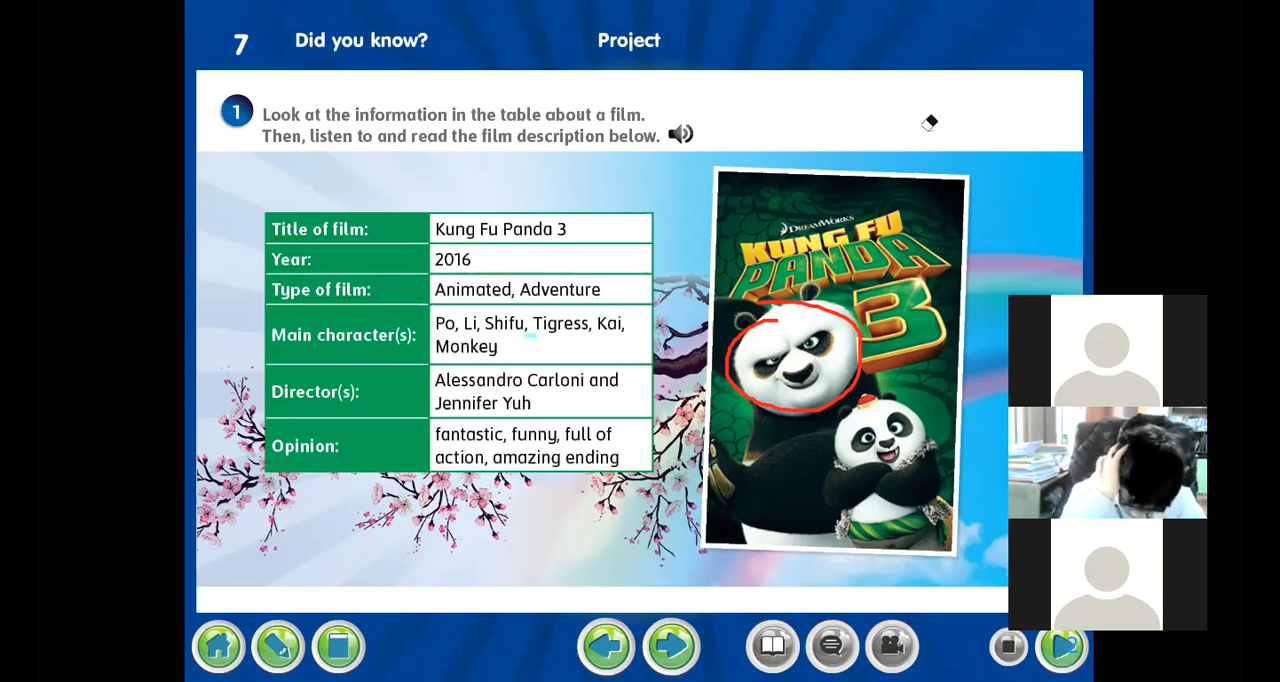 7 Did you know? Project
1 Look at the information in the table about a film.
Then, listen to and read the film description below.
Title of film: Kung Fu Panda 3
Year: 2016
Type of film: Animated, Adventure
Main character(s): Po, Li, Shifu, Tigress, Kai,
Monkey
Director(s): Alessandro Carloni and
Jennifer Yuh
Opinion: fantastic, funny, full of
action, amazing ending
DREAMWORKS
KUNG FU
PANDA
3